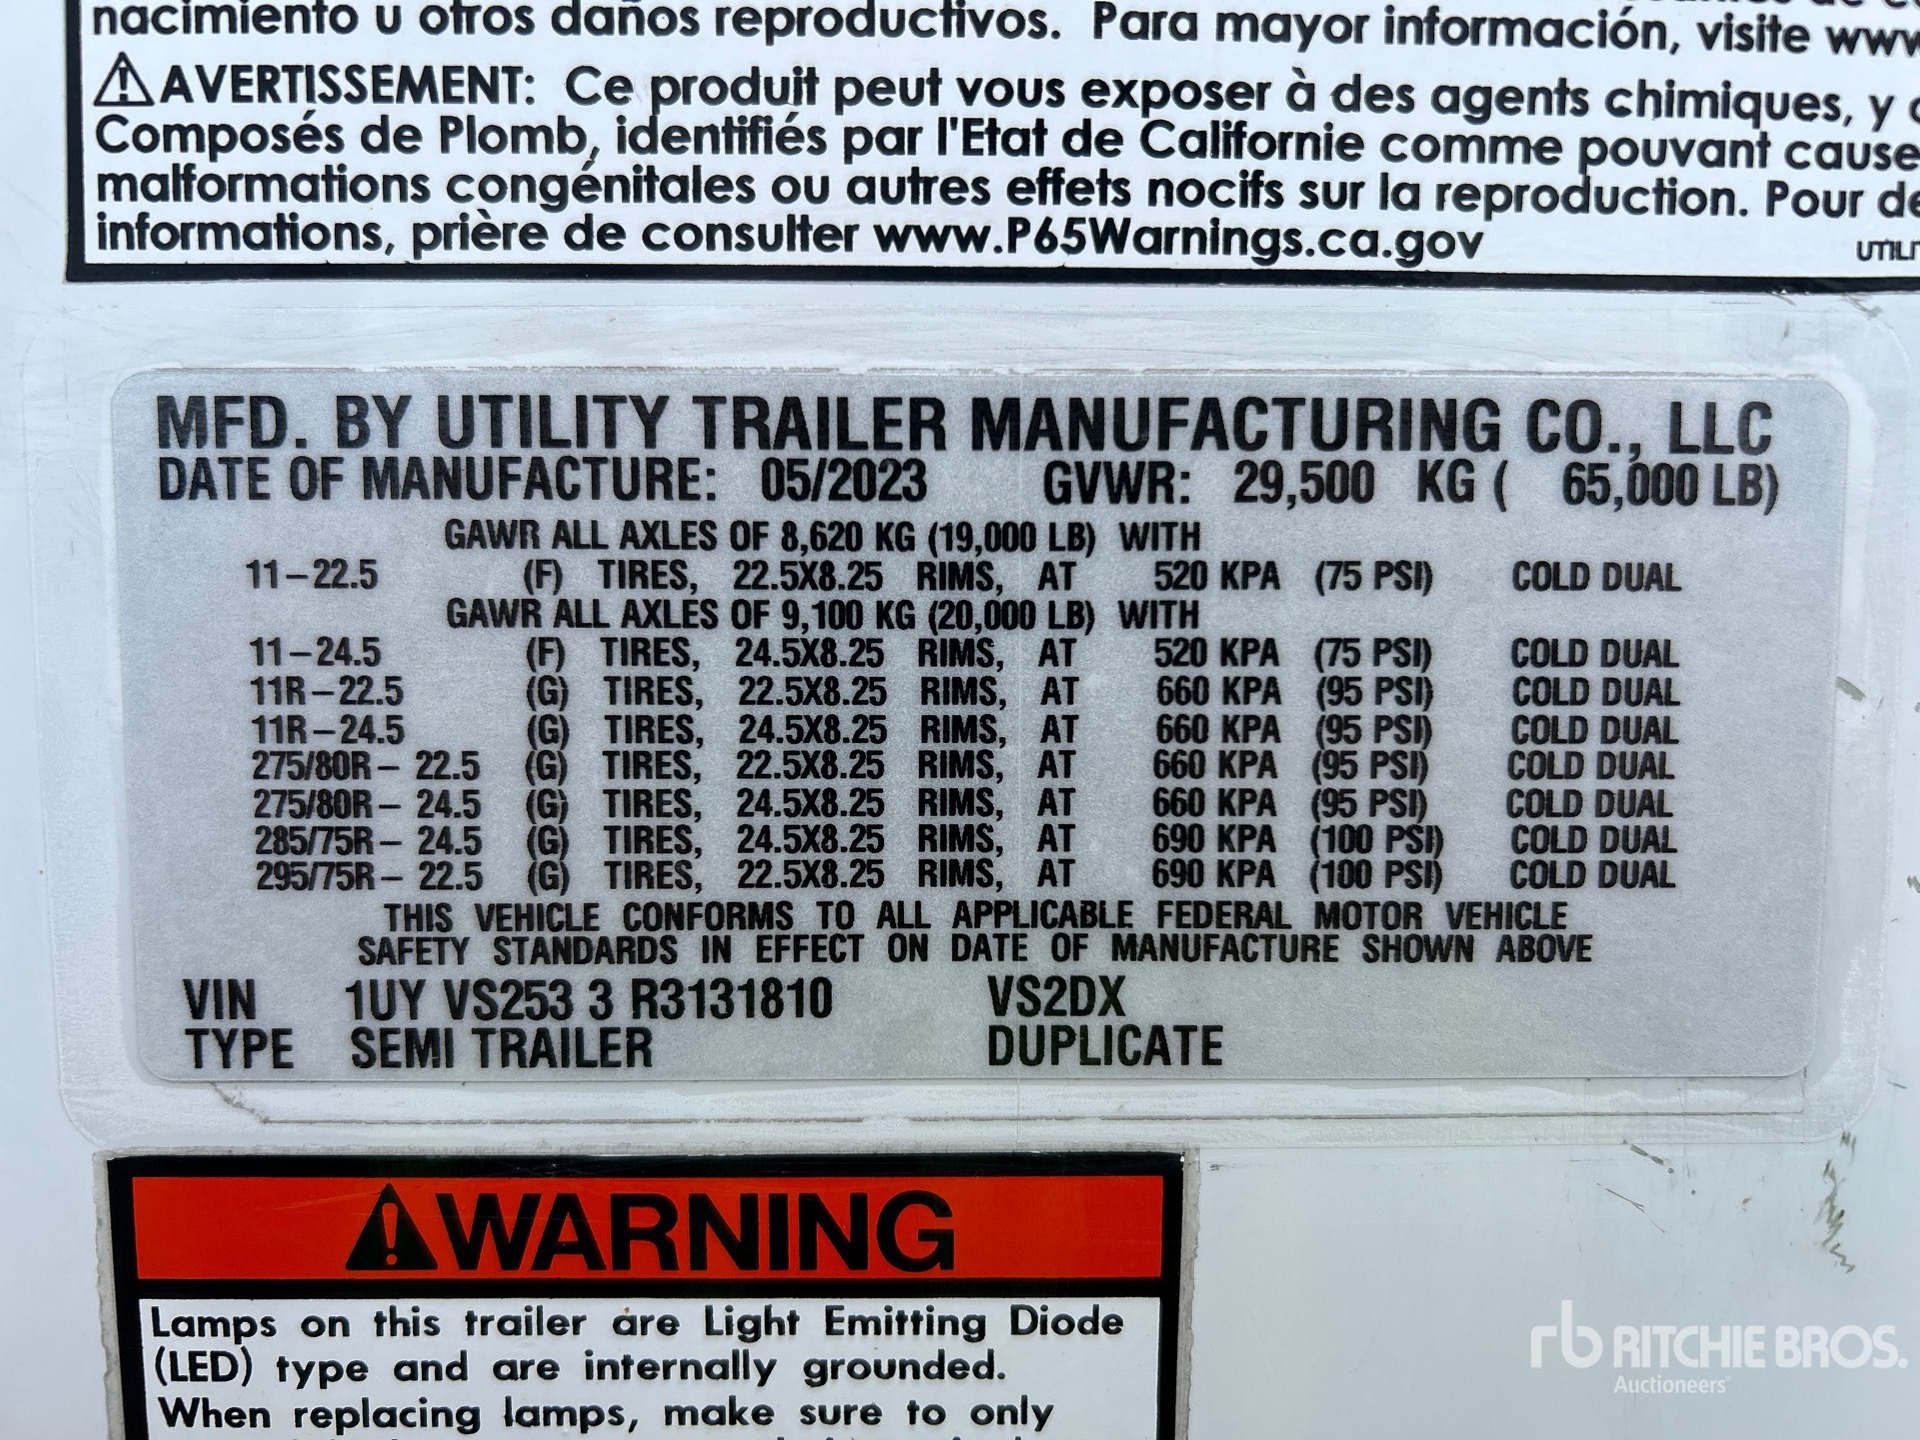 nacimiento u otros daños reproductivos. Para mayor información, visite www
⚠AVERTISSEMENT: Ce produit peut vous exposer à des agents chimiques, y
Composés de Plomb, identifiés par l'Etat de Californie comme pouvant cause
malformations congénitales ou autres effets nocifs sur la reproduction. Pour de
informations, prière de consulter www.P65Warnings.ca.gov
MFD. BY UTILITY TRAILER MANUFACTURING CO., LLC
DATE OF MANUFACTURE: 05/2023 GVWR: 29,500 KG ( 65,000 LB)
GAWR ALL AXLES OF 8,620 KG (19,000 LB) WITH
11-22.5 (F) TIRES, 22.5X8.25 RIMS, AT 520 KPA (75 PSI) COLD DUAL
GAWR ALL AXLES OF 9,100 KG (20,000 LB) WITH
11-24.5 (F) TIRES, 24.5X8.25 RIMS, AT 520 KPA (75 PSI) COLD DUAL
11R-22.5 (G) TIRES, 22.5X8.25 RIMS, AT 660 KPA (95 PSI) COLD DUAL
11R-24.5 (G) TIRES, 24.5X8.25 RIMS, AT 660 KPA (95 PSI) COLD DUAL
275/80R- 22.5 (G) TIRES, 22.5X8.25 RIMS, AT 660 KPA (95 PSI) COLD DUAL
275/80R- 24.5 (G) TIRES, 24.5X8.25 RIMS, AT 660 KPA (95 PSI) COLD DUAL
285/75R- 24.5 (G) TIRES, 24.5X8.25 RIMS, AT 690 KPA (100 PSI) COLD DUAL
295/75R- 22.5 (G) TIRES, 22.5X8.25 RIMS, AT 690 KPA (100 PSI) COLD DUAL
THIS VEHICLE CONFORMS TO ALL APPLICABLE FEDERAL MOTOR VEHICLE
SAFETY STANDARDS IN EFFECT ON DATE OF MANUFACTURE SHOWN ABOVE
VIN 1UY VS253 3 R3131810 VS2DX
TYPE SEMI TRAILER DUPLICATE
⚠WARNING
Lamps on this trailer are Light Emitting Diode
(LED) type and are internally grounded.
When replacing lamps, make sure to only
rb RITCHIE BROS.
Auctioneers